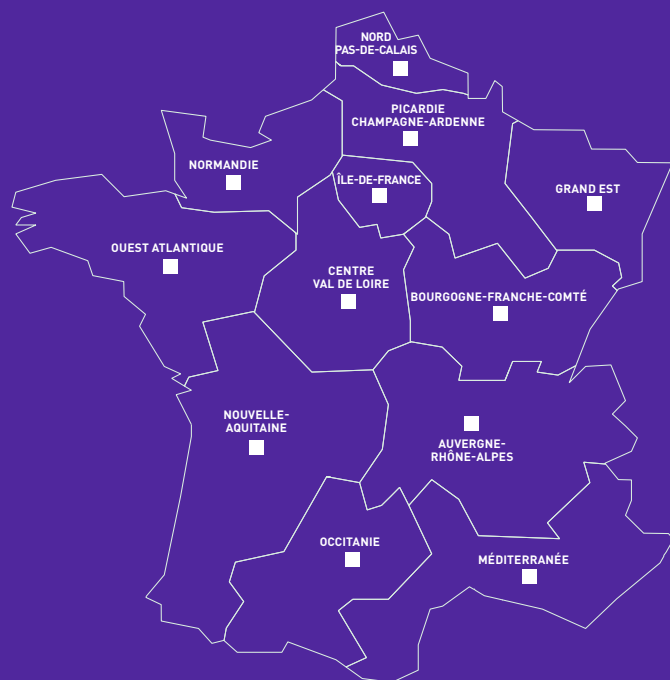 NORD
PAS-DE-CALAIS
PICARDIE
CHAMPAGNE-ARDENNE
NORMANDIE
ÎLE-DE-FRANCE
GRAND EST
OUEST ATLANTIQUE
CENTRE
VAL DE LOIRE
BOURGOGNE-FRANCHE-COMTÉ
NOUVELLE-
AQUITAINE
AUVERGNE-
RHÔNE-ALPES
OCCITANIE
MÉDITERRANÉE